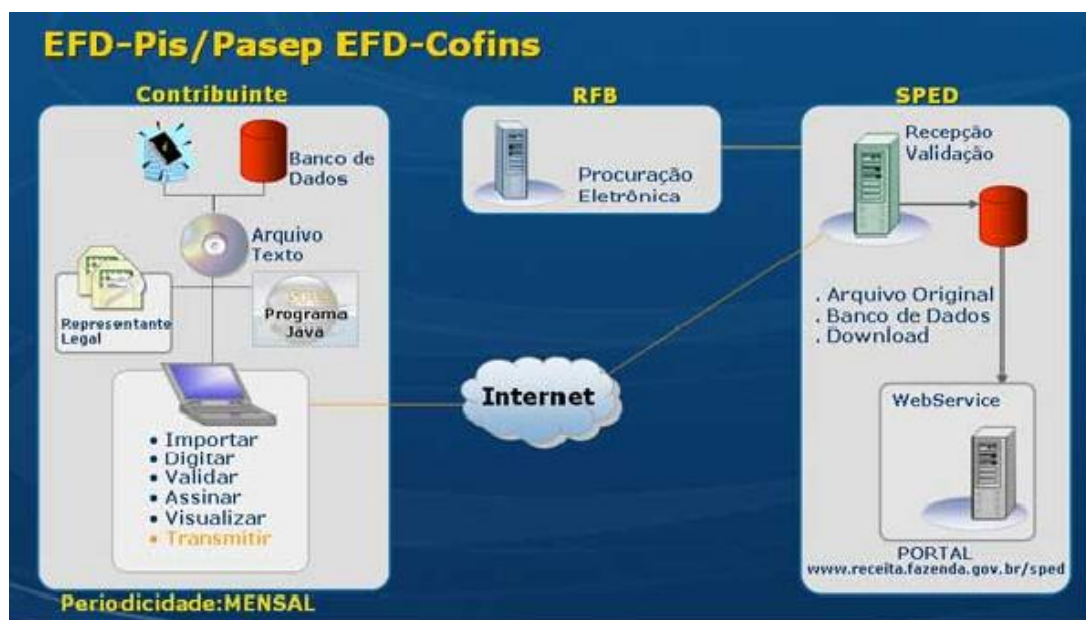 EFD-Pis/Pasep EFD-Cofins
Contribuinte
Banco de
Dados
Arquivo
Texto
Representante
Legal
Programa
Java
• Importar
• Digitar
• Validar
• Assinar
• Visualizar
• Transmitir
Periodicidade:MENSAL
Internet
RFB
Procuração
Eletrônica
SPED
Recepção
Validação
. Arquivo Original
. Banco de Dados
. Download
WebService
PORTAL
www.receita.fazenda.gov.br/sped